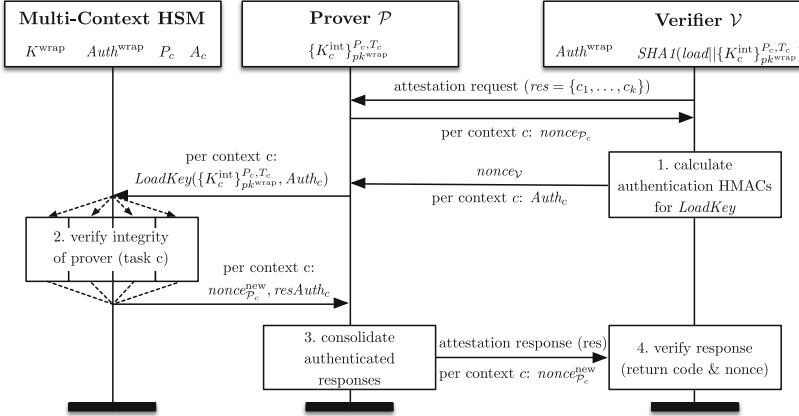 Multi-Context HSM
K^wrap Auth^wrap P_c A_c
Prover 𝒫
{K_c^int}_{pk^wrap}^{P_c,T_c}
Verifier 𝒱
Auth^wrap SHA1(load||{K_c^int}_{pk^wrap}^{P_c,T_c}
attestation request (res = {c_1, . . . , c_k})
per context c: nonce_{𝒫_c}
1. calculate
authentication HMACs
for LoadKey
nonce_𝒱
per context c: Auth_c
per context c:
LoadKey({K_c^int}_{pk^wrap}^{P_c,T_c}, Auth_c)
2. verify integrity
of prover (task c)
per context c:
nonce_{𝒫_c}^new, resAuth_c
3. consolidate
authenticated
responses
attestation response (res)
per context c: nonce_{𝒫_c}^new
4. verify response
(return code & nonce)